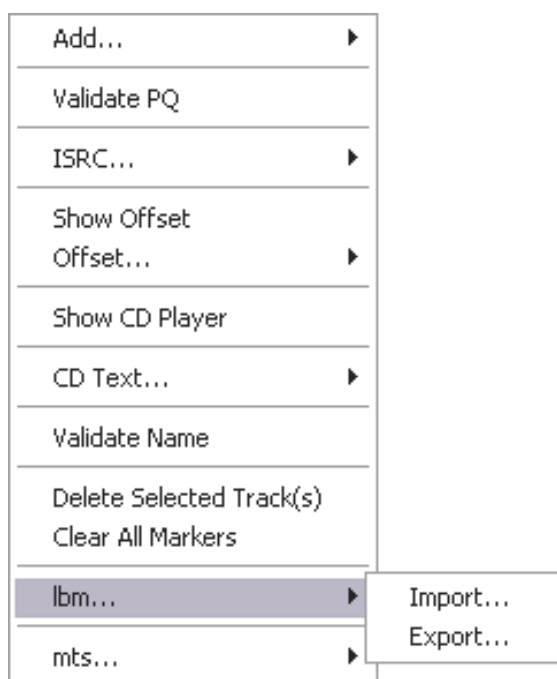 Add...
Validate PQ
ISRC...
Show Offset
Offset...
Show CD Player
CD Text...
Validate Name
Delete Selected Track(s)
Clear All Markers
lbm...
Import...
Export...
mts...